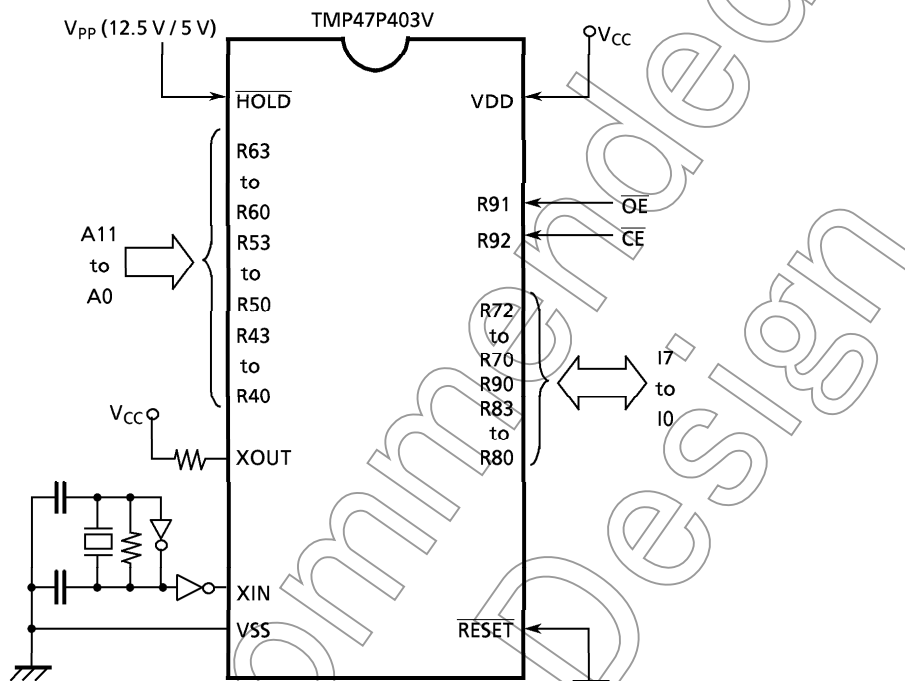 TMP47P403V
VPP (12.5 V / 5 V)
VCC
HOLD
VDD
R63
to
R60
R53
to
R50
R43
to
R40
A11
to
A0
R91
OE
R92
CE
R72
to
R70
R90
R83
to
R80
I7
to
I0
VCC
XOUT
XIN
VSS
RESET
ommended
Design